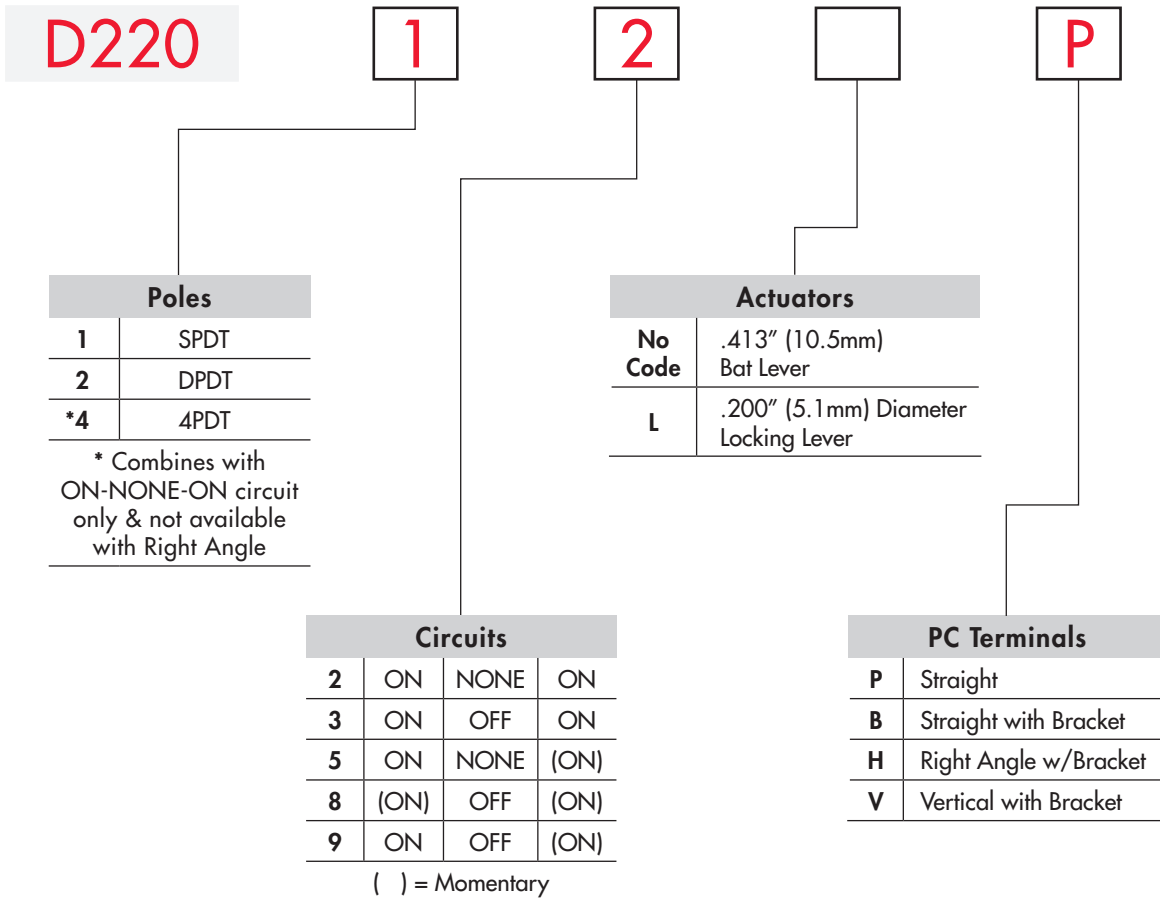 D220 1 2 P
Poles
1 SPDT
2 DPDT
*4 4PDT
* Combines with
ON-NONE-ON circuit
only & not available
with Right Angle
Actuators
No
Code
.413" (10.5mm)
Bat Lever
L
.200" (5.1mm) Diameter
Locking Lever
Circuits
2 ON NONE ON
3 ON OFF ON
5 ON NONE (ON)
8 (ON) OFF (ON)
9 ON OFF (ON)
( ) = Momentary
PC Terminals
P Straight
B Straight with Bracket
H Right Angle w/Bracket
V Vertical with Bracket